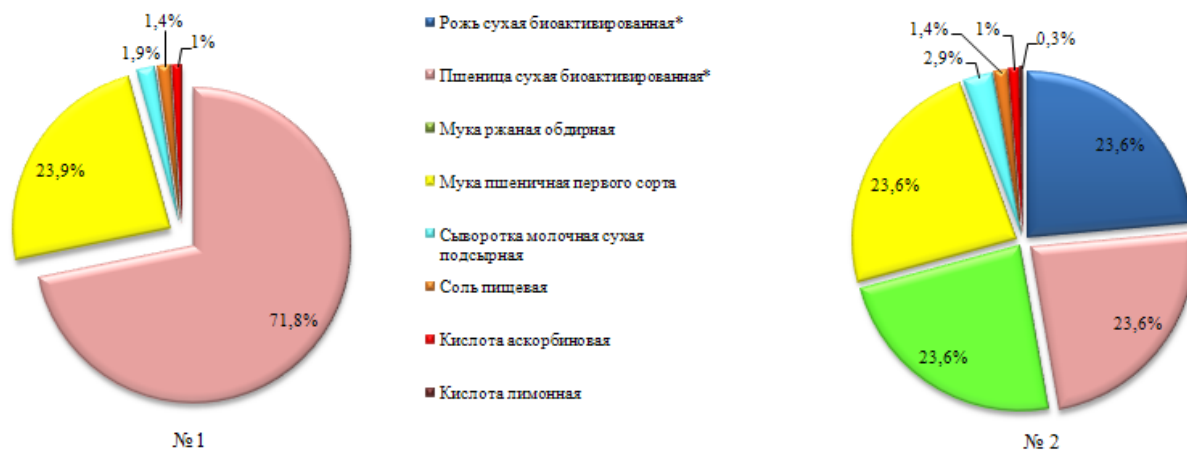 1,4%
1%
1,9%
23,9%
71,8%
№ 1
Рожь сухая биоактивированная*
Пшеница сухая биоактивированная*
Мука ржаная обдирная
Мука пшеничная первого сорта
Сыворотка молочная сухая
подсырная
Соль пищевая
Кислота аскорбиновая
Кислота лимонная
1,4%
1%
0,3%
2,9%
23,6%
23,6%
23,6%
23,6%
№ 2